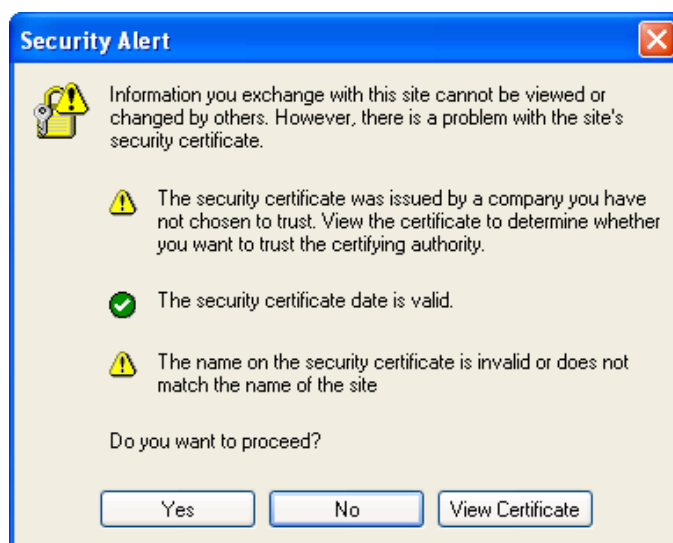 Security Alert
Information you exchange with this site cannot be viewed or
changed by others. However, there is a problem with the site's
security certificate.
The security certificate was issued by a company you have
not chosen to trust. View the certificate to determine whether
you want to trust the certifying authority.
The security certificate date is valid.
The name on the security certificate is invalid or does not
match the name of the site
Do you want to proceed?
Yes No View Certificate